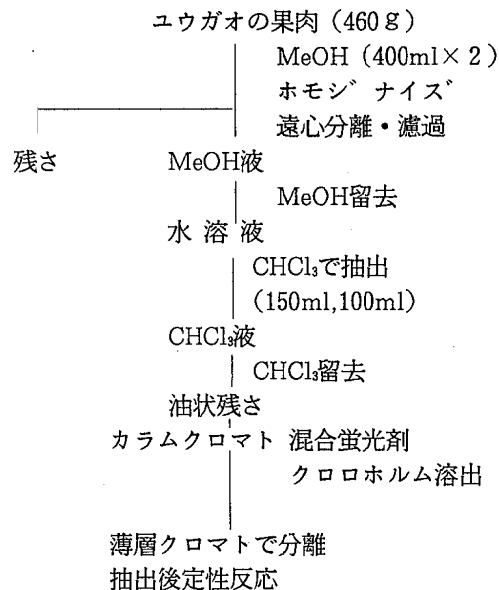 ユウガオの果肉(460g)
MeOH(400ml×2)
ホモジナイズ
遠心分離・濾過
残さ
MeOH液
MeOH留去
水溶液
CHCl₃で抽出
(150ml,100ml)
CHCl₃液
CHCl₃留去
油状残さ
カラムクロマト 混合蛍光剤
クロロホルム溶出
薄層クロマトで分離
抽出後定性反応